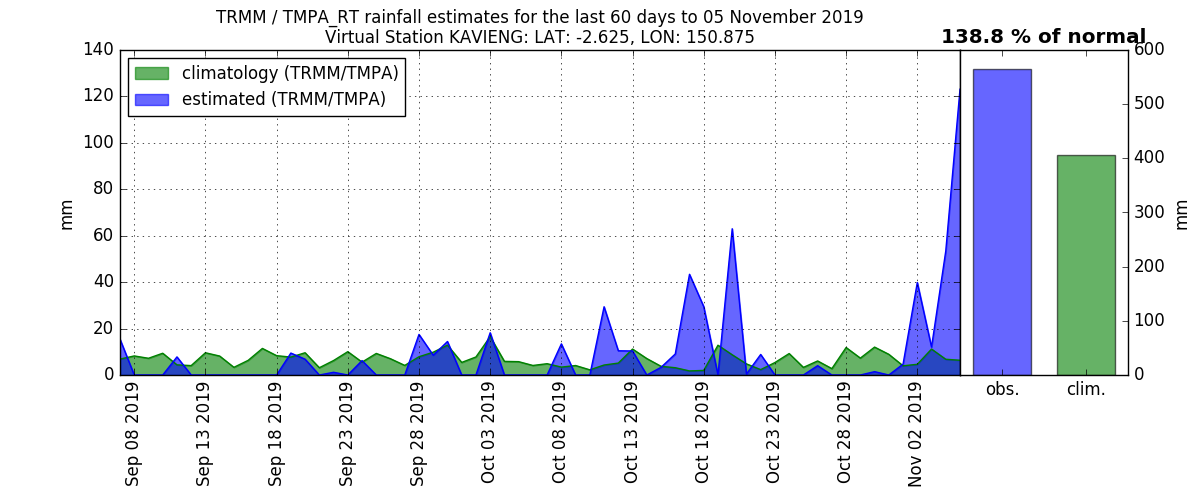 TRMM / TMPA_RT rainfall estimates for the last 60 days to 05 November 2019
Virtual Station KAVIENG: LAT: -2.625, LON: 150.875
138.8 % of normal
climatology (TRMM/TMPA)
estimated (TRMM/TMPA)
140
120
100
80
60
40
20
0
mm
Sep 08 2019
Sep 13 2019
Sep 18 2019
Sep 23 2019
Sep 28 2019
Oct 03 2019
Oct 08 2019
Oct 13 2019
Oct 18 2019
Oct 23 2019
Oct 28 2019
Nov 02 2019
obs.
clim.
600
500
400
300
200
100
0
mm